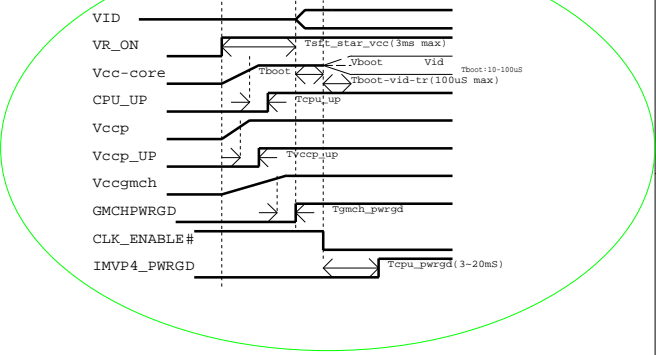 VID
VR_ON Tsft_star_vcc(3ms max)
Vcc-core Tboot Vboot Vid Tboot:10-100uS
Tboot-vid-tr(100uS max)
CPU_UP Tcpu_up
Vccp
Vccp_UP Tvccp_up
Vccgmch
GMCHPWRGD Tgmch_pwrgd
CLK_ENABLE#
IMVP4_PWRGD Tcpu_pwrgd(3~20mS)